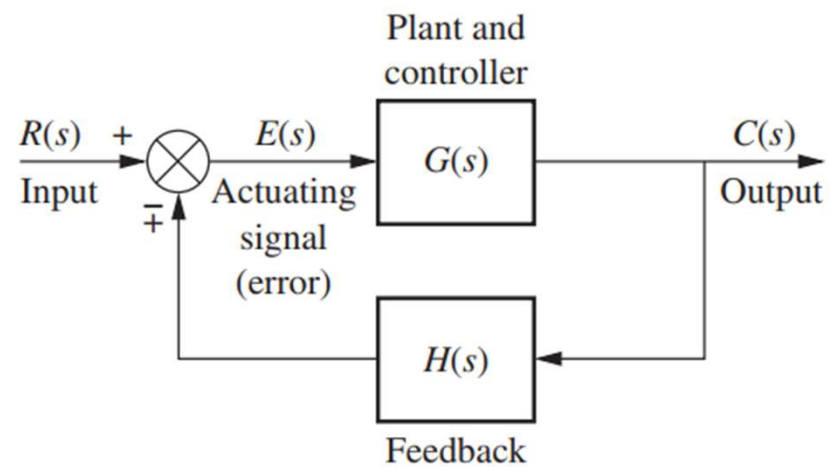 Plant and
controller
R(s) +
E(s)
G(s)
C(s)
Input
∓
Actuating
signal
(error)
Output
H(s)
Feedback